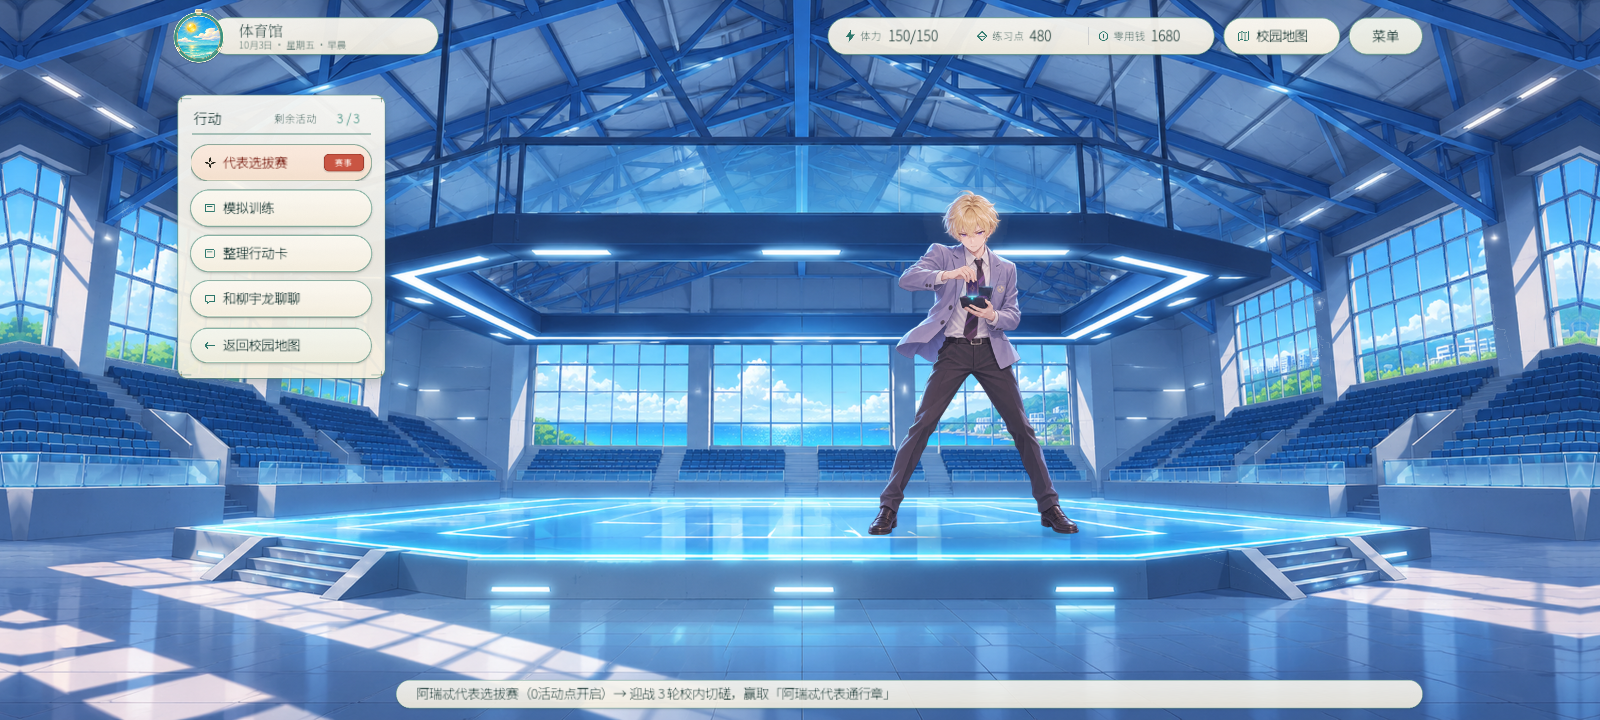 体育馆
10月3日 • 星期五 • 早晨
体力 150/150
练习点 480
零用钱 1680
校园地图
菜单
行动 剩余活动 3/3
代表选拔赛 赛事
模拟训练
整理行动卡
和柳宇龙聊聊
返回校园地图
阿瑞忒代表选拔赛（0活动点开启）→ 迎战 3 轮校内切磋，赢取「阿瑞忒代表通行章」